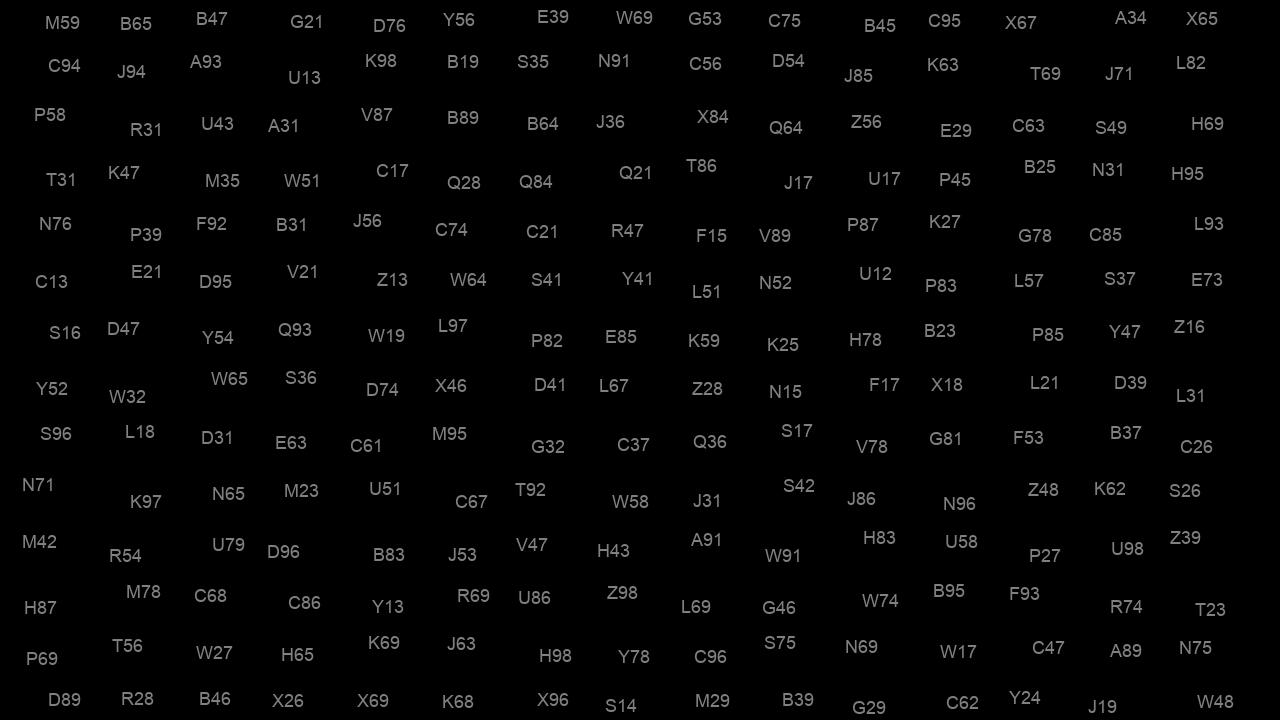 M59 B65 B47 G21 D76 Y56 E39 W69 G53 C75 B45 C95 X67 A34 X65
C94 J94 A93 U13 K98 B19 S35 N91 C56 D54 J85 K63 T69 J71 L82
P58 R31 U43 A31 V87 B89 B64 J36 X84 Q64 Z56 E29 C63 S49 H69
T31 K47 M35 W51 C17 Q28 Q84 Q21 T86 J17 U17 P45 B25 N31 H95
N76 P39 F92 B31 J56 C74 C21 R47 F15 V89 P87 K27 G78 C85 L93
C13 E21 D95 V21 Z13 W64 S41 Y41 L51 N52 U12 P83 L57 S37 E73
S16 D47 Y54 Q93 W19 L97 P82 E85 K59 K25 H78 B23 P85 Y47 Z16
Y52 W32 W65 S36 D74 X46 D41 L67 Z28 N15 F17 X18 L21 D39 L31
S96 L18 D31 E63 C61 M95 G32 C37 Q36 S17 V78 G81 F53 B37 C26
N71 K97 N65 M23 U51 C67 T92 W58 J31 S42 J86 N96 Z48 K62 S26
M42 R54 U79 D96 B83 J53 V47 H43 A91 W91 H83 U58 P27 U98 Z39
H87 M78 C68 C86 Y13 R69 U86 Z98 L69 G46 W74 B95 F93 R74 T23
P69 T56 W27 H65 K69 J63 H98 Y78 C96 S75 N69 W17 C47 A89 N75
D89 R28 B46 X26 X69 K68 X96 S14 M29 B39 G29 C62 Y24 J19 W48